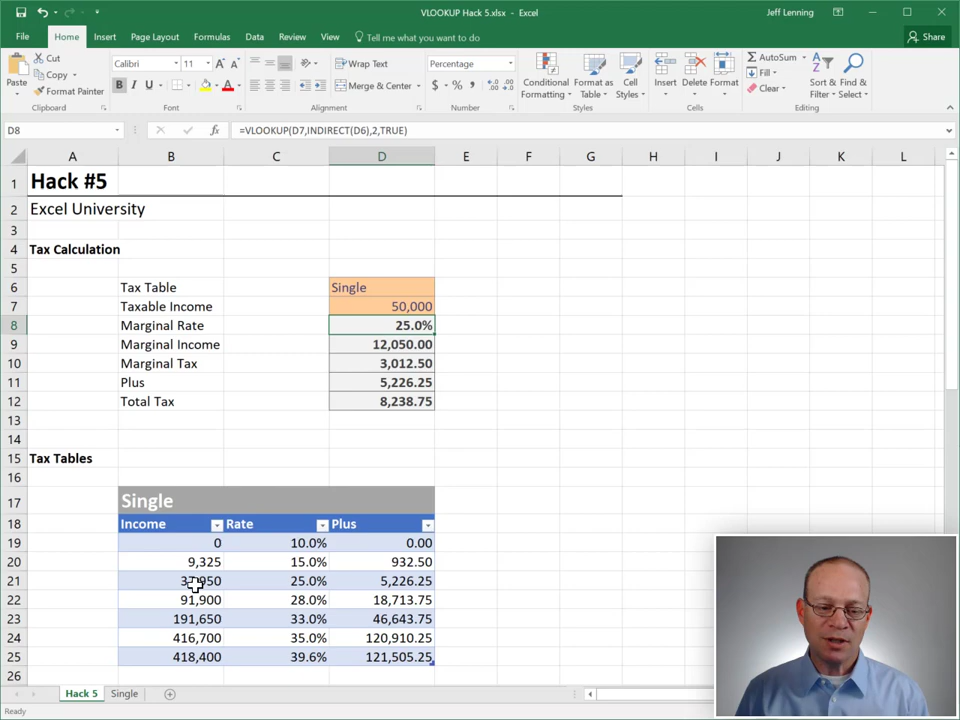 VLOOKUP Hack 5.xlsx - Excel
Jeff Lenning
File Home Insert Page Layout Formulas Data Review View Tell me what you want to do Share
Paste Cut Copy Format Painter Clipboard
Calibri 11 A A B I U A Font
Wrap Text Merge & Center Alignment
Percentage $ % , Number
Conditional Formatting Format as Table Cell Styles Styles
Insert Delete Format Cells
AutoSum Fill Clear Sort & Filter Find & Select Editing
D8 fx =VLOOKUP(D7,INDIRECT(D6),2,TRUE)
A B C D E F G H I J K L
1 Hack #5
2 Excel University
3
4 Tax Calculation
5
6 Tax Table Single
7 Taxable Income 50,000
8 Marginal Rate 25.0%
9 Marginal Income 12,050.00
10 Marginal Tax 3,012.50
11 Plus 5,226.25
12 Total Tax 8,238.75
13
14
15 Tax Tables
16
17 Single
18 Income Rate Plus
19 0 10.0% 0.00
20 9,325 15.0% 932.50
21 25.0% 5,226.25
22 91,900 28.0% 18,713.75
23 191,650 33.0% 46,643.75
24 416,700 35.0% 120,910.25
25 418,400 39.6% 121,505.25
26
Hack 5 Single
Ready